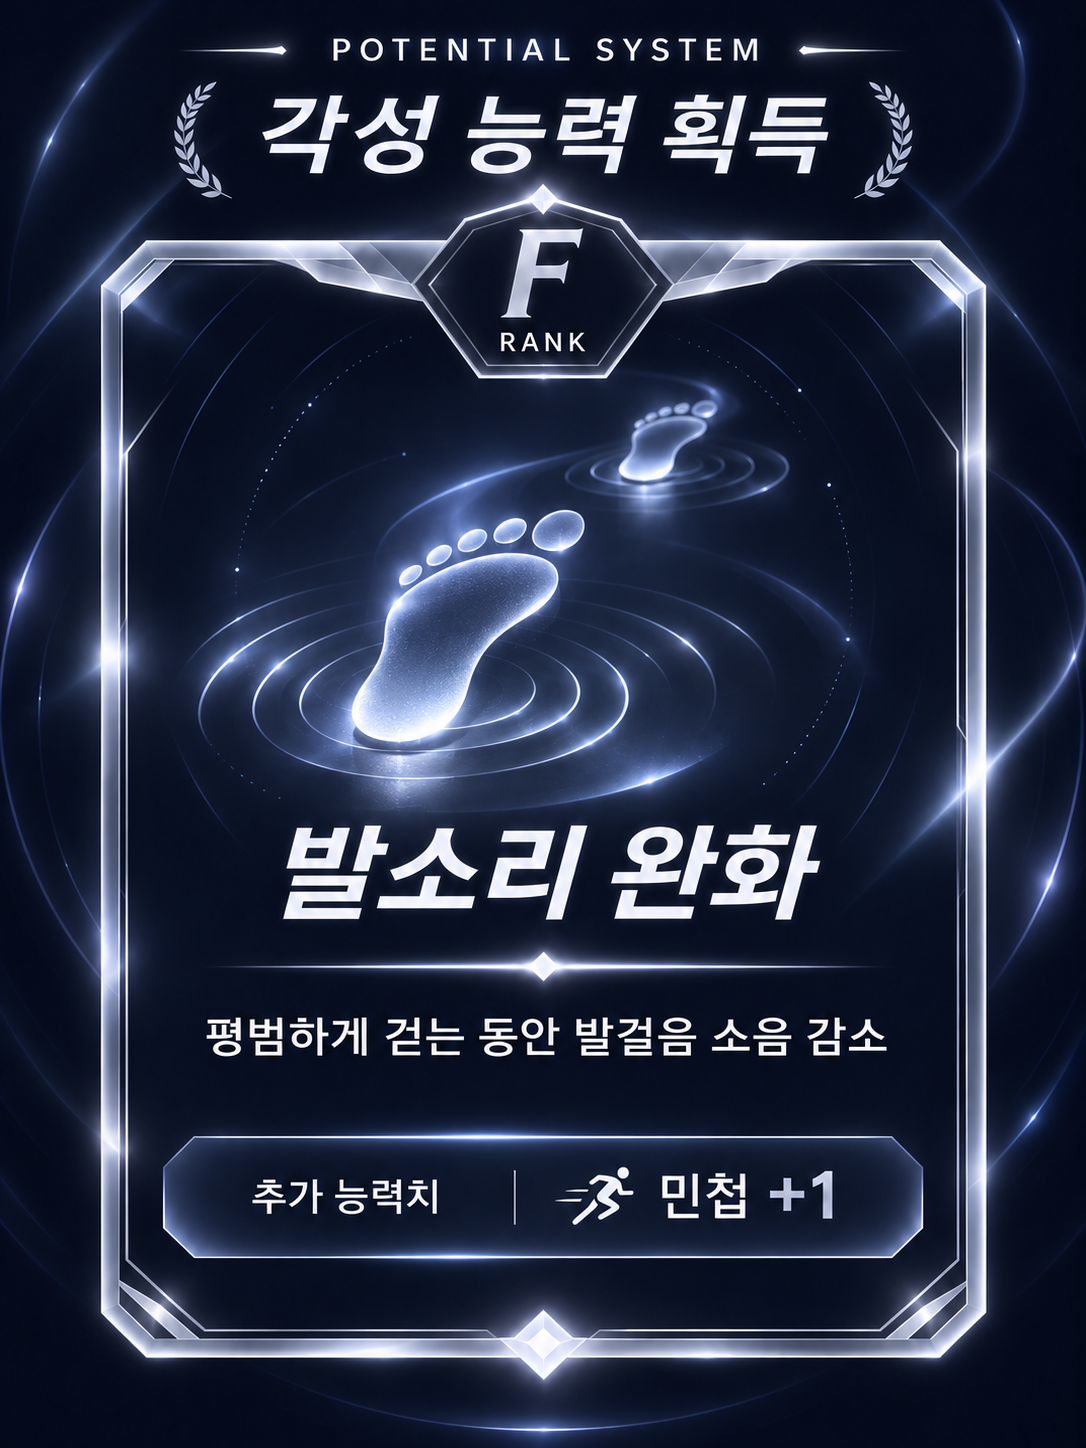 POTENTIAL SYSTEM
각성 능력 획득
F
RANK
발소리 완화
평범하게 걷는 동안 발걸음 소음 감소
추가 능력치 민첩 +1